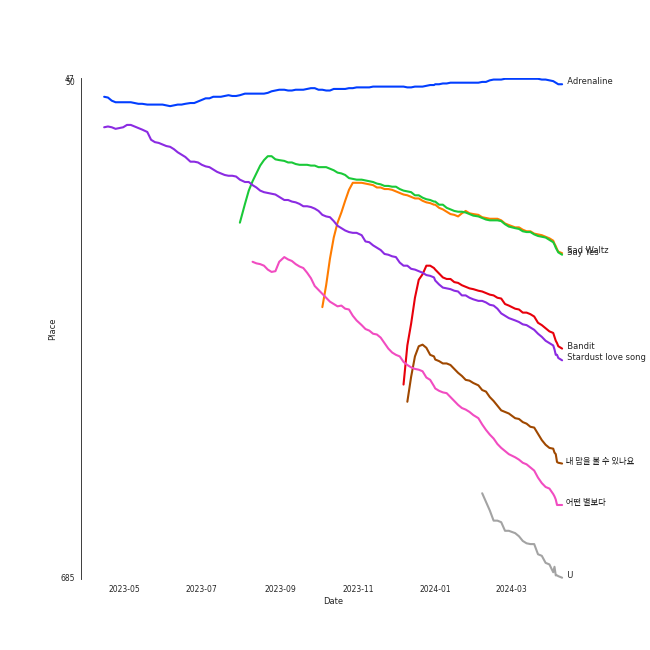 47
50
Adrenaline
Sad Waltz
Say Yes
Bandit
Stardust love song
내 맘을 볼 수 있나요
어떤 별보다
U
685
Place
2023-05
2023-07
2023-09
2023-11
2024-01
2024-03
Date